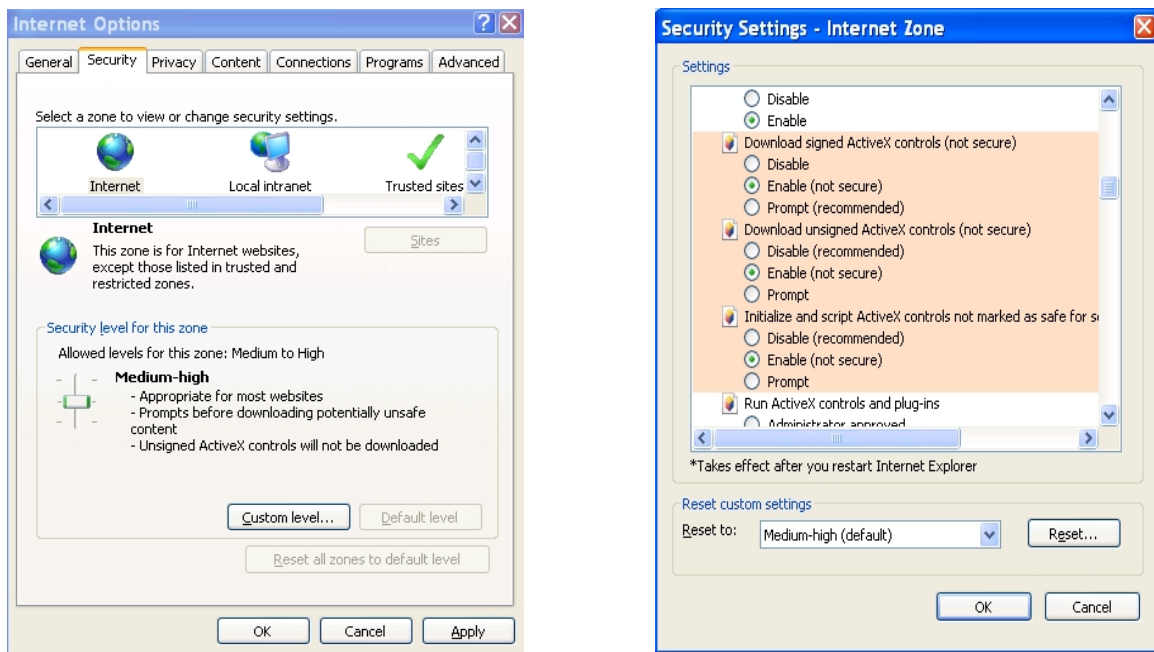 Internet Options
General Security Privacy Content Connections Programs Advanced
Select a zone to view or change security settings.
Internet Local intranet Trusted sites
Internet
This zone is for Internet websites,
except those listed in trusted and
restricted zones.
Sites
Security level for this zone
Allowed levels for this zone: Medium to High
Medium-high
- Appropriate for most websites
- Prompts before downloading potentially unsafe
content
- Unsigned ActiveX controls will not be downloaded
Custom level... Default level
Reset all zones to default level
OK Cancel Apply
Security Settings - Internet Zone
Settings
Disable
Enable
Download signed ActiveX controls (not secure)
Disable
Enable (not secure)
Prompt (recommended)
Download unsigned ActiveX controls (not secure)
Disable (recommended)
Enable (not secure)
Prompt
Initialize and script ActiveX controls not marked as safe for s
Disable (recommended)
Enable (not secure)
Prompt
Run ActiveX controls and plug-ins
Administrator approved
*Takes effect after you restart Internet Explorer
Reset custom settings
Reset to: Medium-high (default) Reset...
OK Cancel